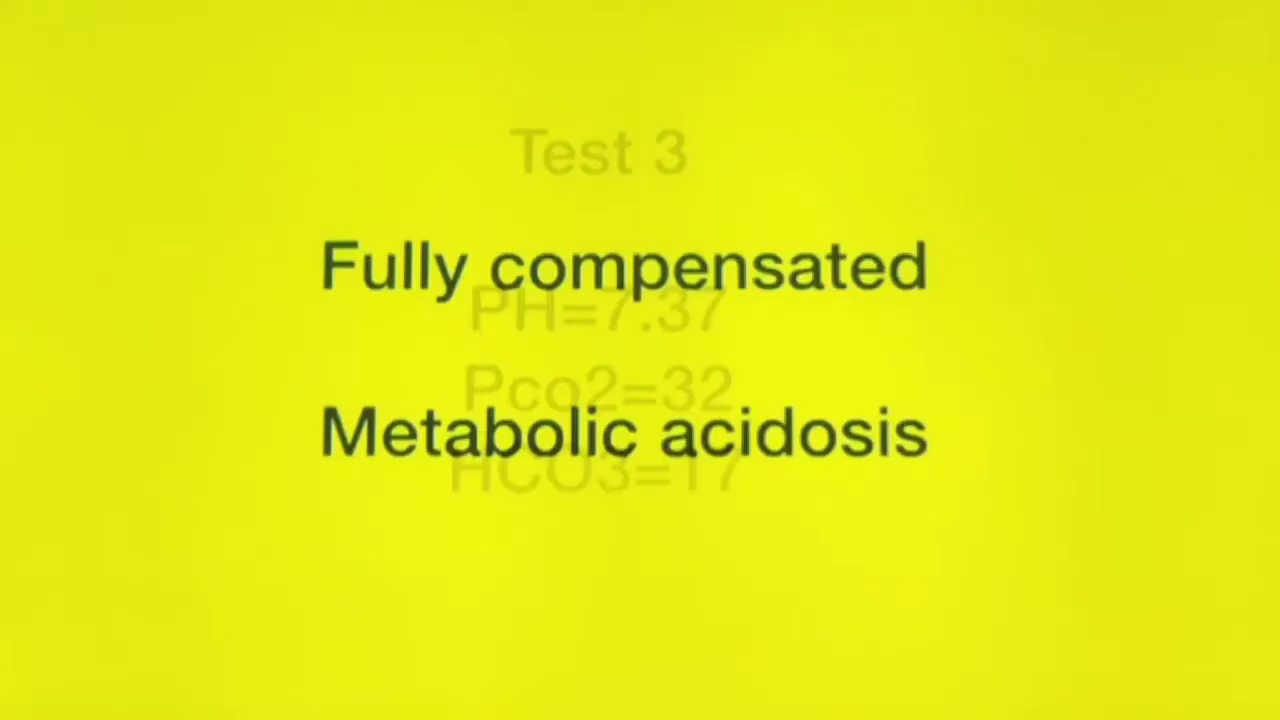 Test 3
Fully compensated
PH=7.37
Pco2=32
Metabolic acidosis
HCO3=17